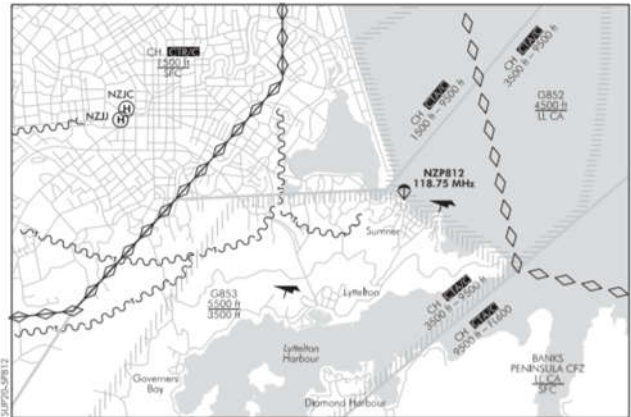 CH CTR/C
1500 ft
SFC
NZJC
H
NZJJ
H
CH CTA/C
1500 ft – 9500 ft
CH CTA/C
3500 ft – 9500 ft
G852
4500 ft
LL CA
NZP812
118.75 MHz
Sumner
G853
5500 ft
3500 ft
Lyttelton
CH CTA/C
3500 ft – 9500 ft
CH CTA/C
9500 ft – FL600
Lyttelton
Harbour
Governers
Bay
Diamond Harbour
BANKS
PENINSULA CFZ
LL CA
SFC
SUP20-SP812